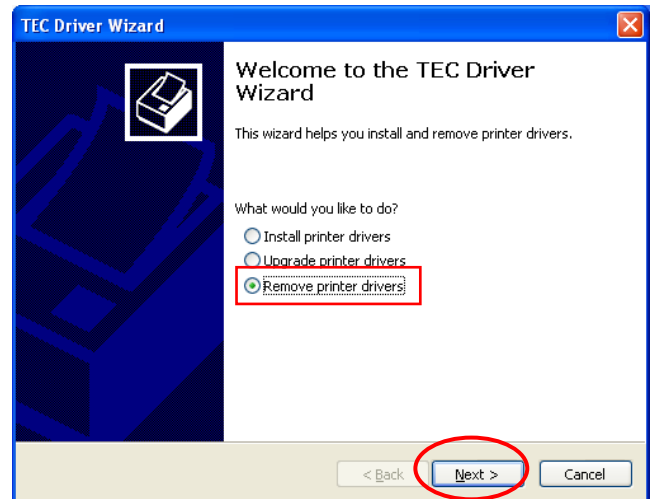 TEC Driver Wizard
Welcome to the TEC Driver
Wizard
This wizard helps you install and remove printer drivers.
What would you like to do?
Install printer drivers
Upgrade printer drivers
Remove printer drivers
< Back
Next >
Cancel